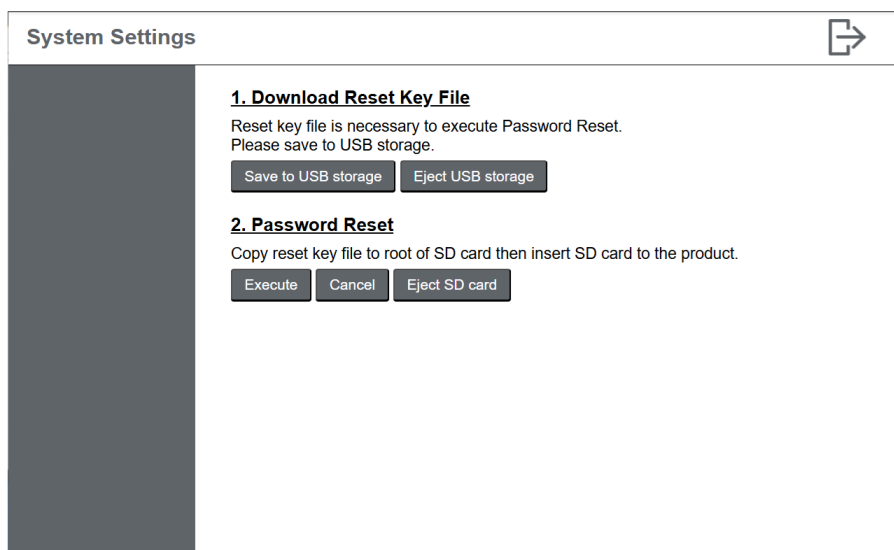 System Settings
1. Download Reset Key File
Reset key file is necessary to execute Password Reset.
Please save to USB storage.
Save to USB storage Eject USB storage
2. Password Reset
Copy reset key file to root of SD card then insert SD card to the product.
Execute Cancel Eject SD card